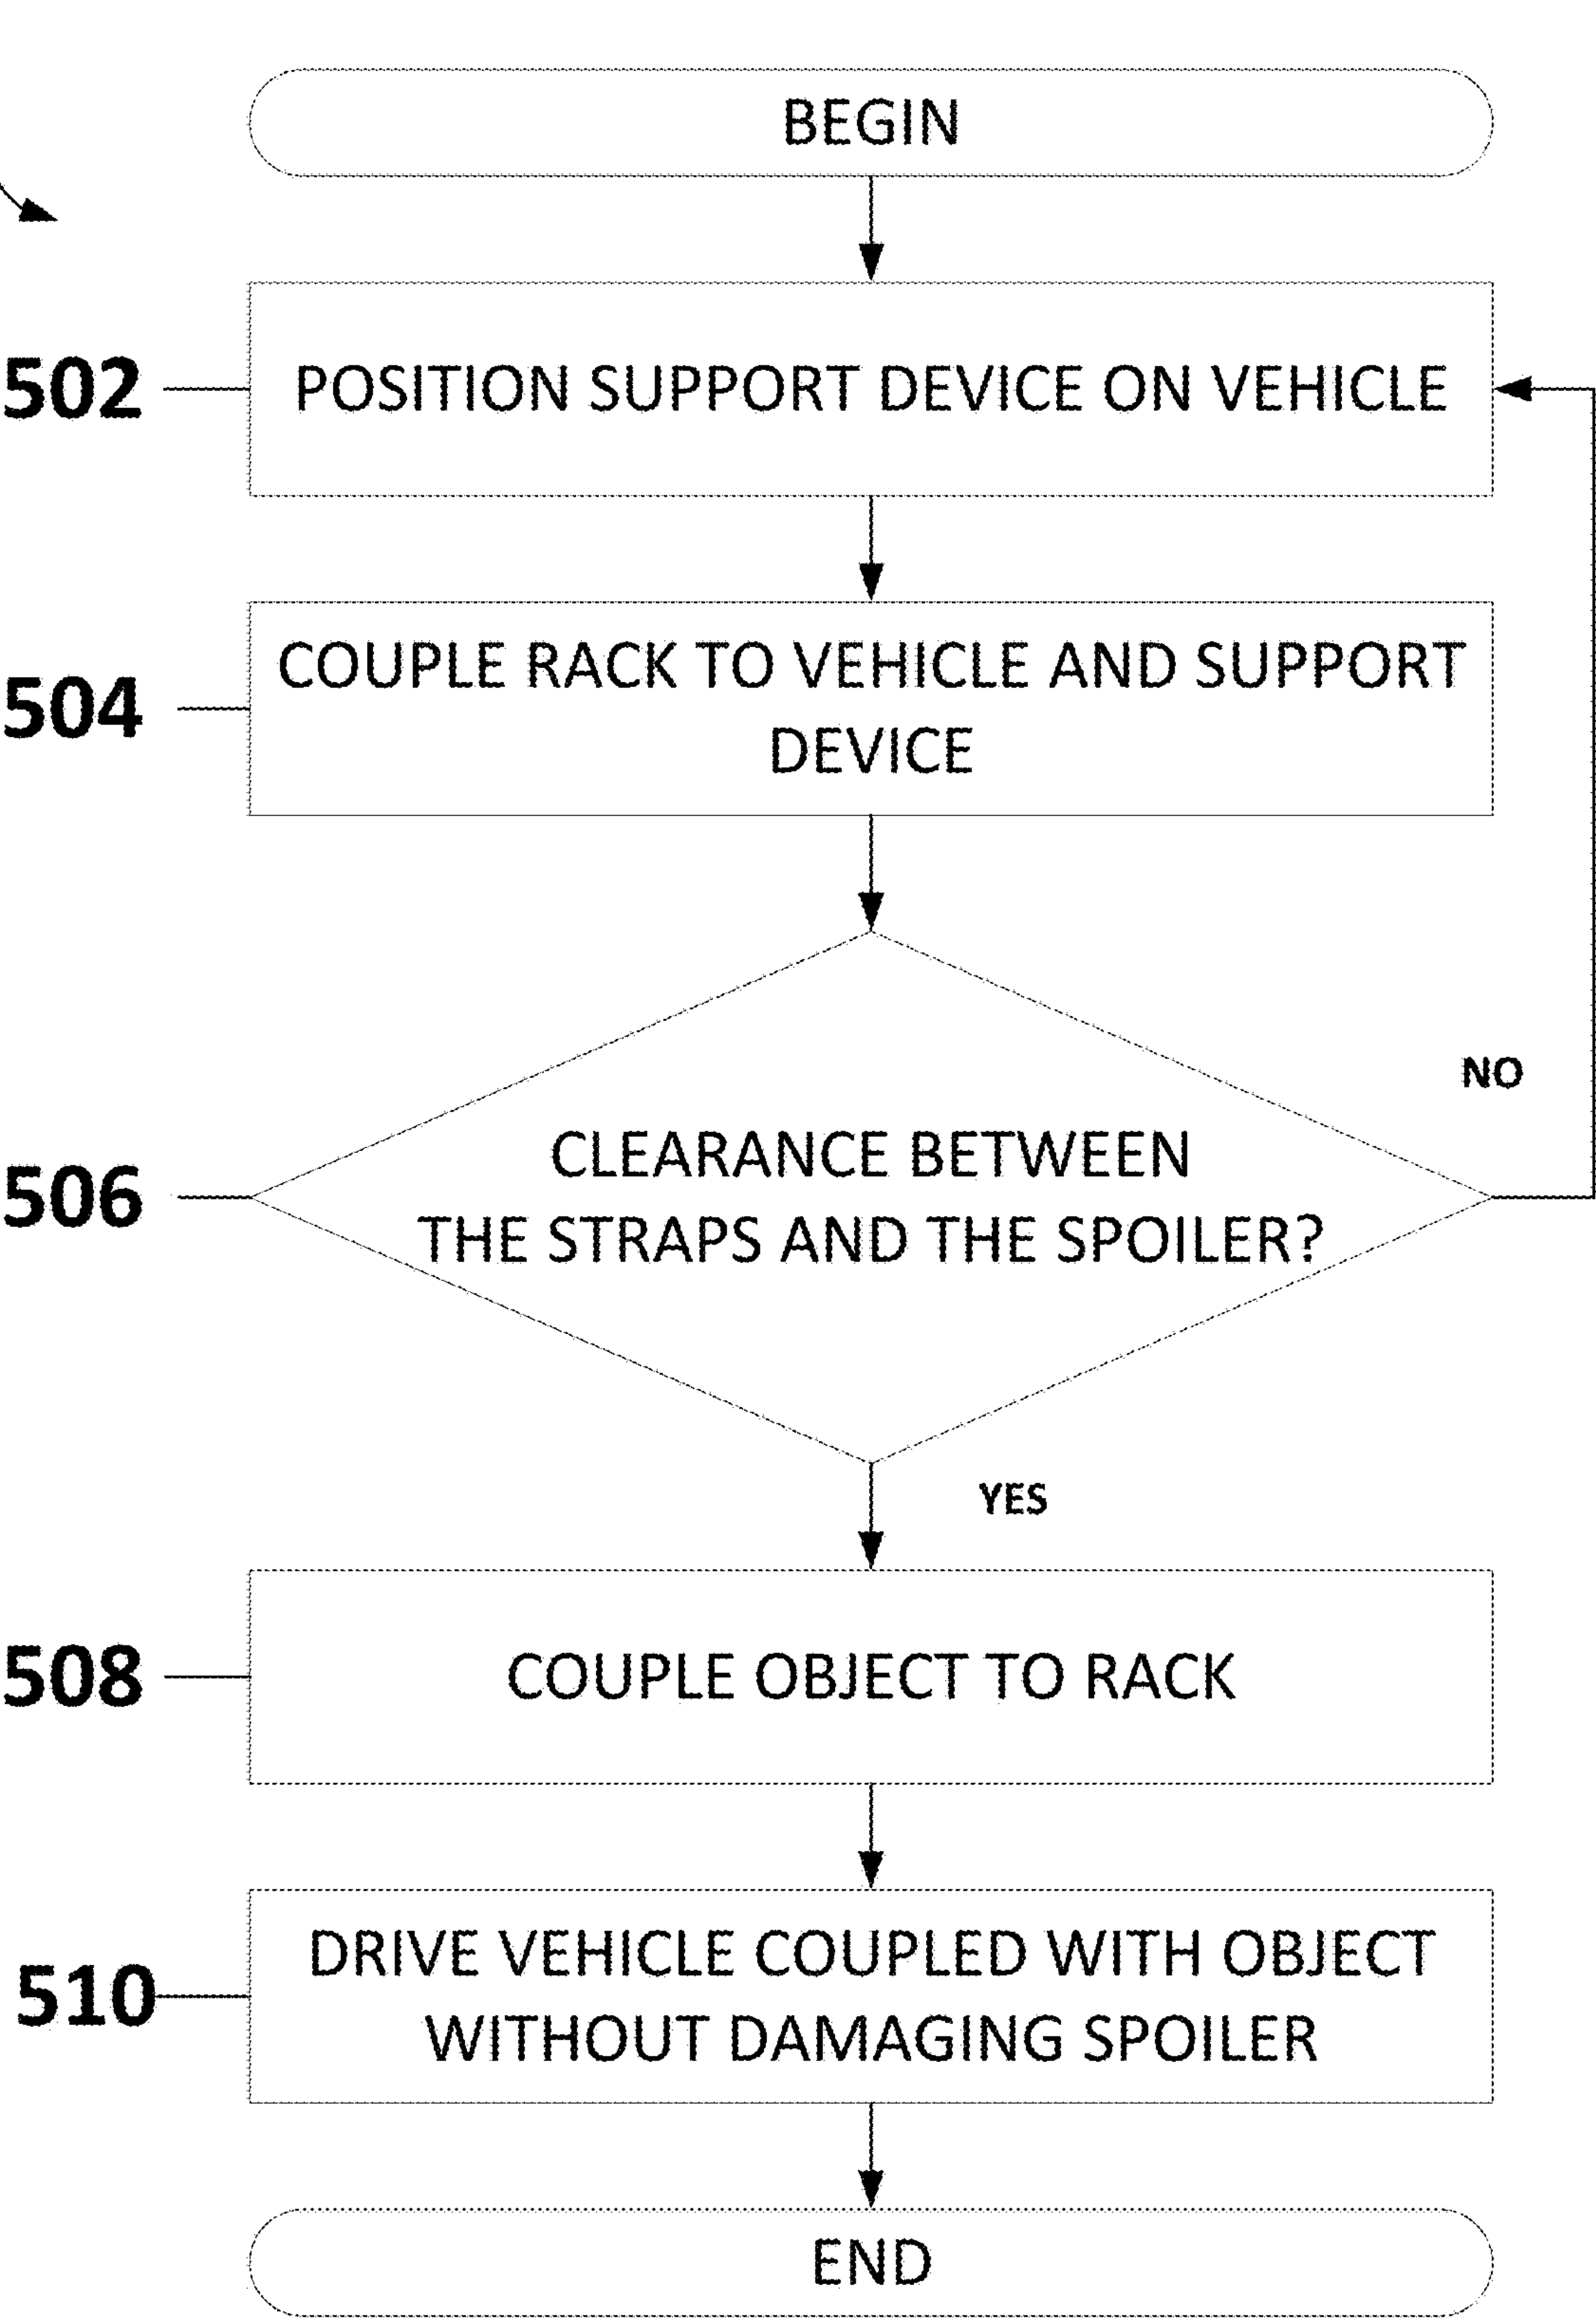 BEGIN
502
POSITION SUPPORT DEVICE ON VEHICLE
504
COUPLE RACK TO VEHICLE AND SUPPORT
DEVICE
506
CLEARANCE BETWEEN
THE STRAPS AND THE SPOILER?
NO
YES
508
COUPLE OBJECT TO RACK
510
DRIVE VEHICLE COUPLED WITH OBJECT
WITHOUT DAMAGING SPOILER
END